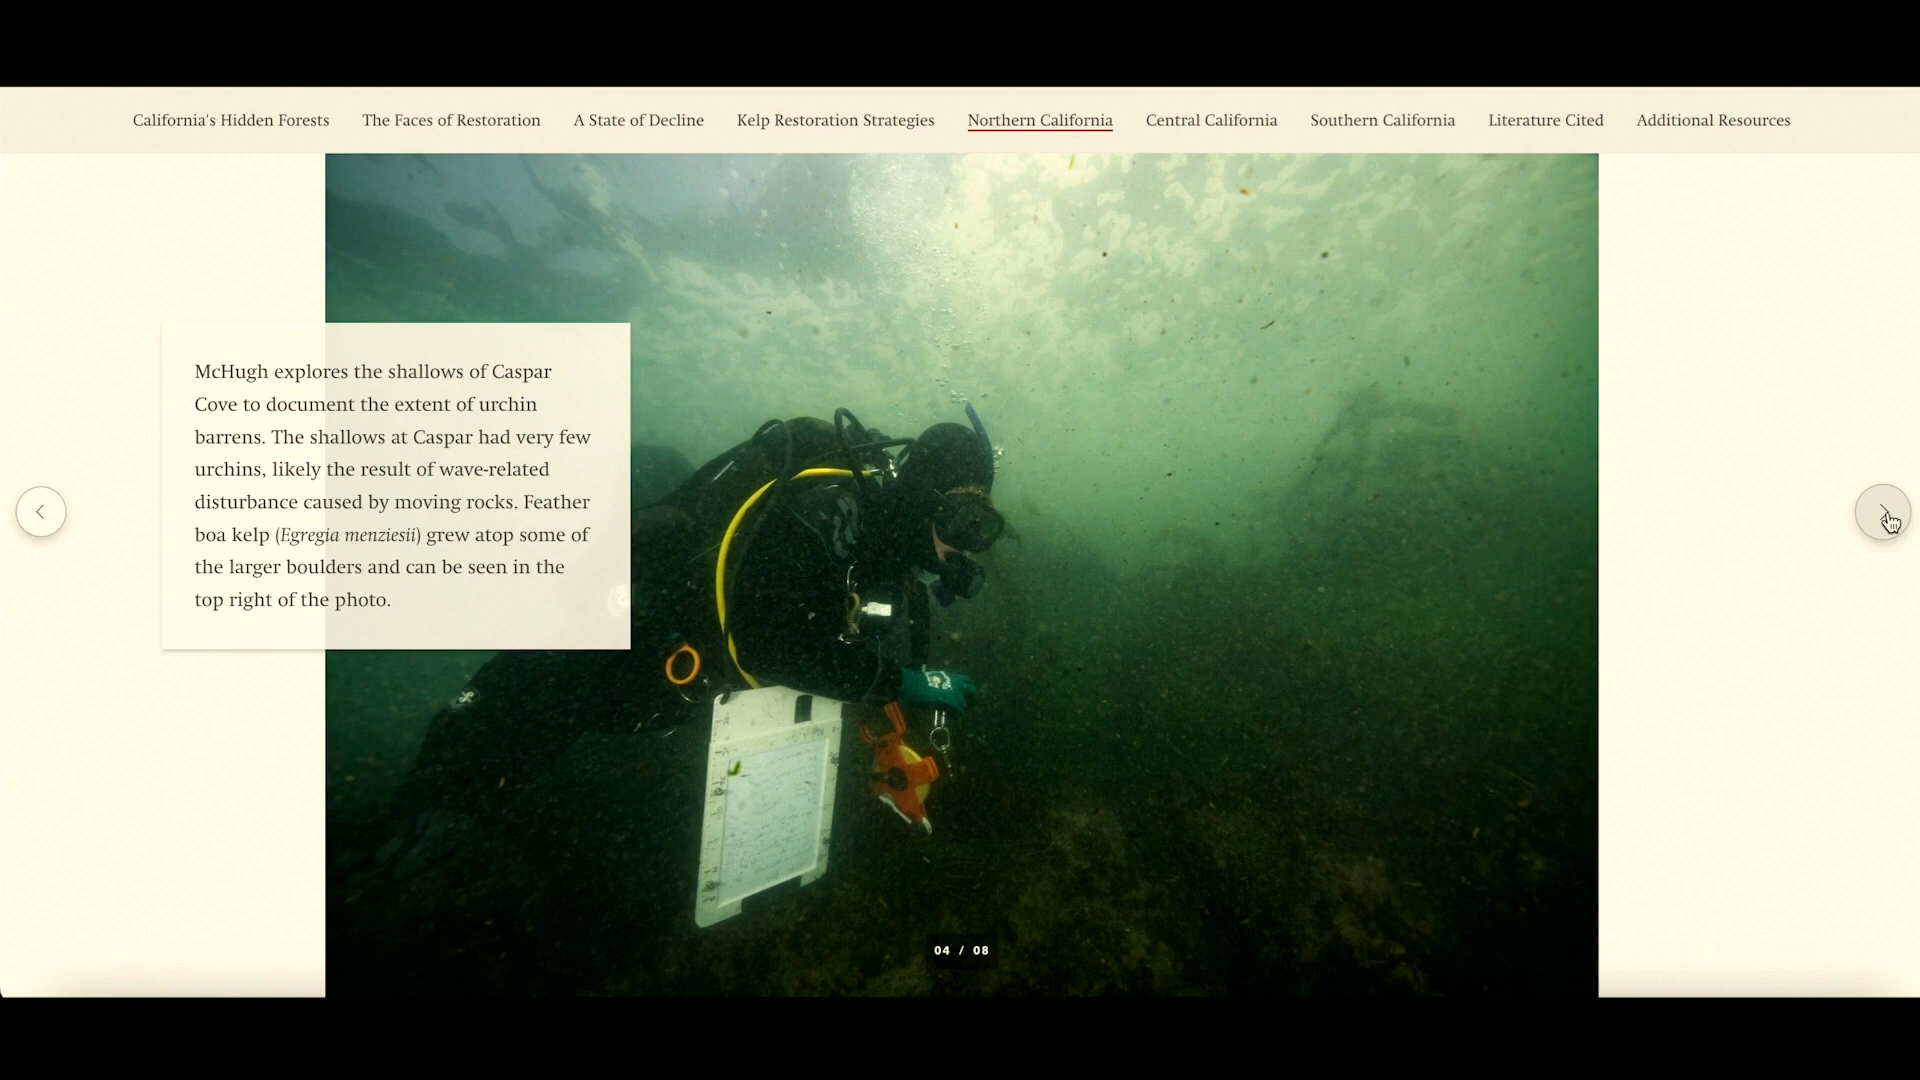 California's Hidden Forests
The Faces of Restoration
A State of Decline
Kelp Restoration Strategies
Northern California
Central California
Southern California
Literature Cited
Additional Resources
McHugh explores the shallows of Caspar
Cove to document the extent of urchin
barrens. The shallows at Caspar had very few
urchins, likely the result of wave-related
disturbance caused by moving rocks. Feather
boa kelp (Egregia menziesii) grew atop some of
the larger boulders and can be seen in the
top right of the photo.
04 / 08